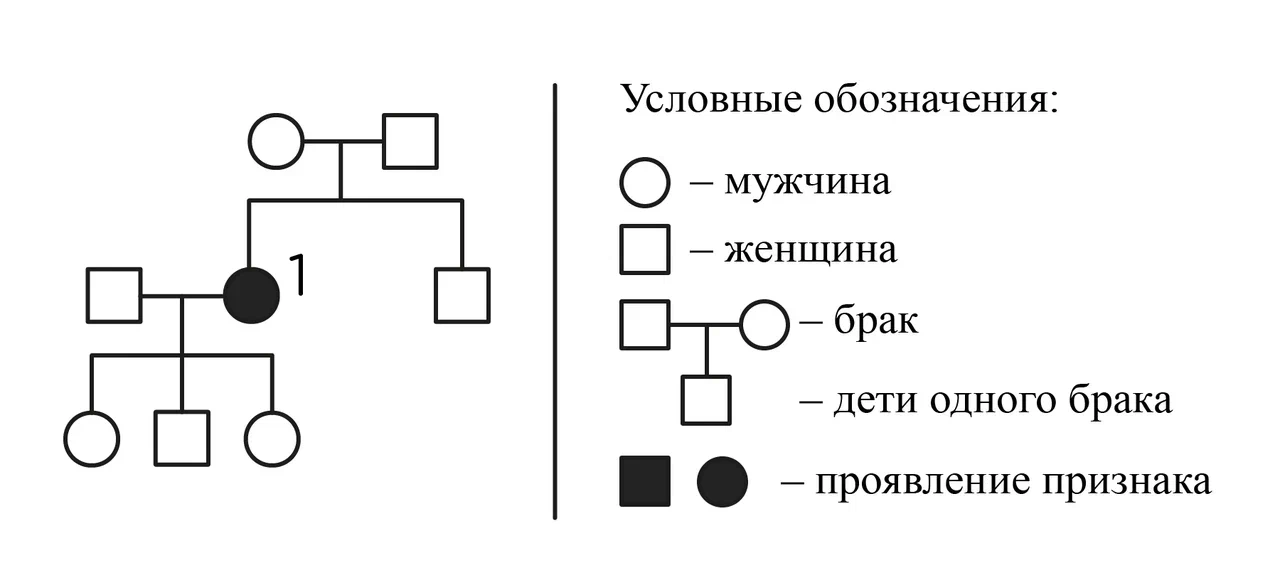 Условные обозначения:
– мужчина
– женщина
1
– брак
– дети одного брака
– проявление признака